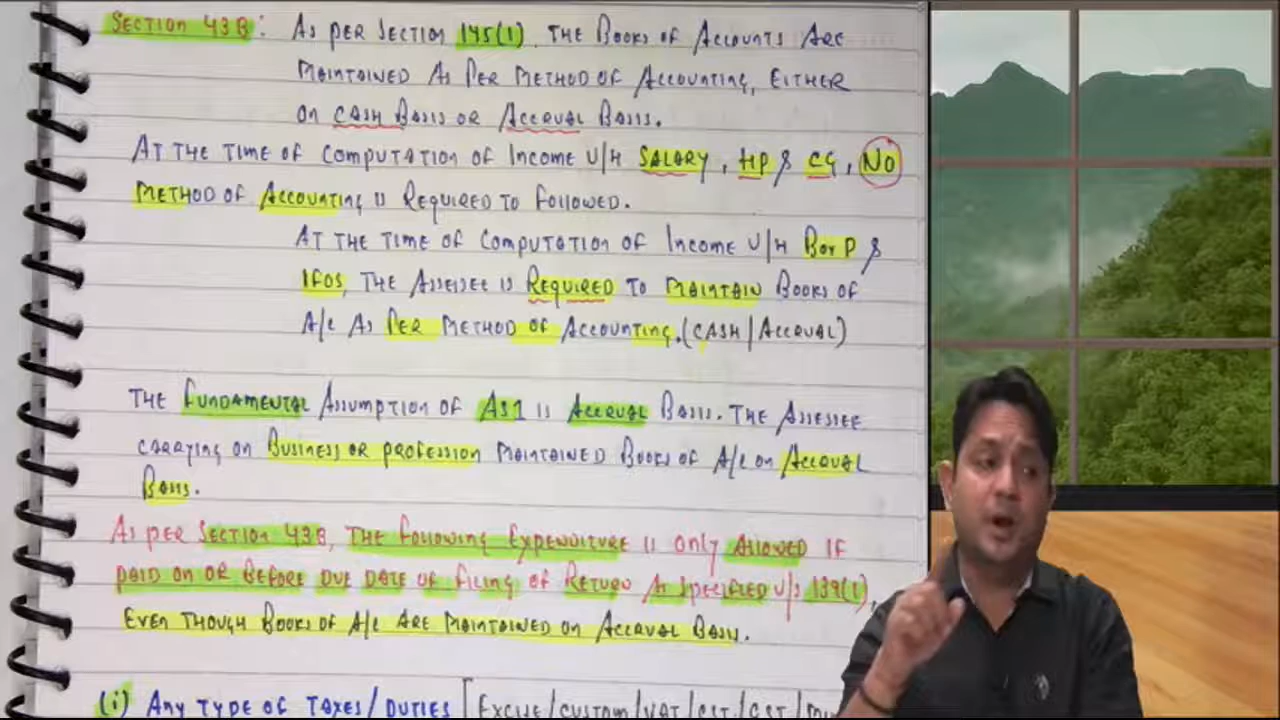 SECTION 43B : AS PER SECTION 145(1), THE BOOKS OF ACCOUNTS ARE
MAINTAINED AS PER METHOD OF ACCOUNTING, EITHER
ON CASH BASIS OR ACCRUAL BASIS.
AT THE TIME OF COMPUTATION OF INCOME U/H SALARY, HP & CG, NO
METHOD OF ACCOUNTING IS REQUIRED TO FOLLOWED.
AT THE TIME OF COMPUTATION OF INCOME U/H B or P &
IFOS, THE ASSESSEE IS REQUIRED TO MAINTAIN BOOKS OF
A/C AS PER METHOD OF ACCOUNTING. (CASH/ACCRUAL)
THE FUNDAMENTAL ASSUMPTION OF AS1 IS ACCRUAL BASIS. THE ASSESSEE
CARRYING ON BUSINESS OR PROFESSION MAINTAINED BOOKS OF A/C ON ACCRUAL
BASIS.
AS PER SECTION 43B, THE FOLLOWING EXPENDITURE IS ONLY ALLOWED IF
PAID ON OR BEFORE DUE DATE OF FILING OF RETURN AS SPECIFIED U/S 139(1),
EVEN THOUGH BOOKS OF A/C ARE MAINTAINED ON ACCRUAL BASIS.
(i) ANY TYPE OF TAXES/DUTIES [EXCISE/CUSTOM/VAT/CST/GST/